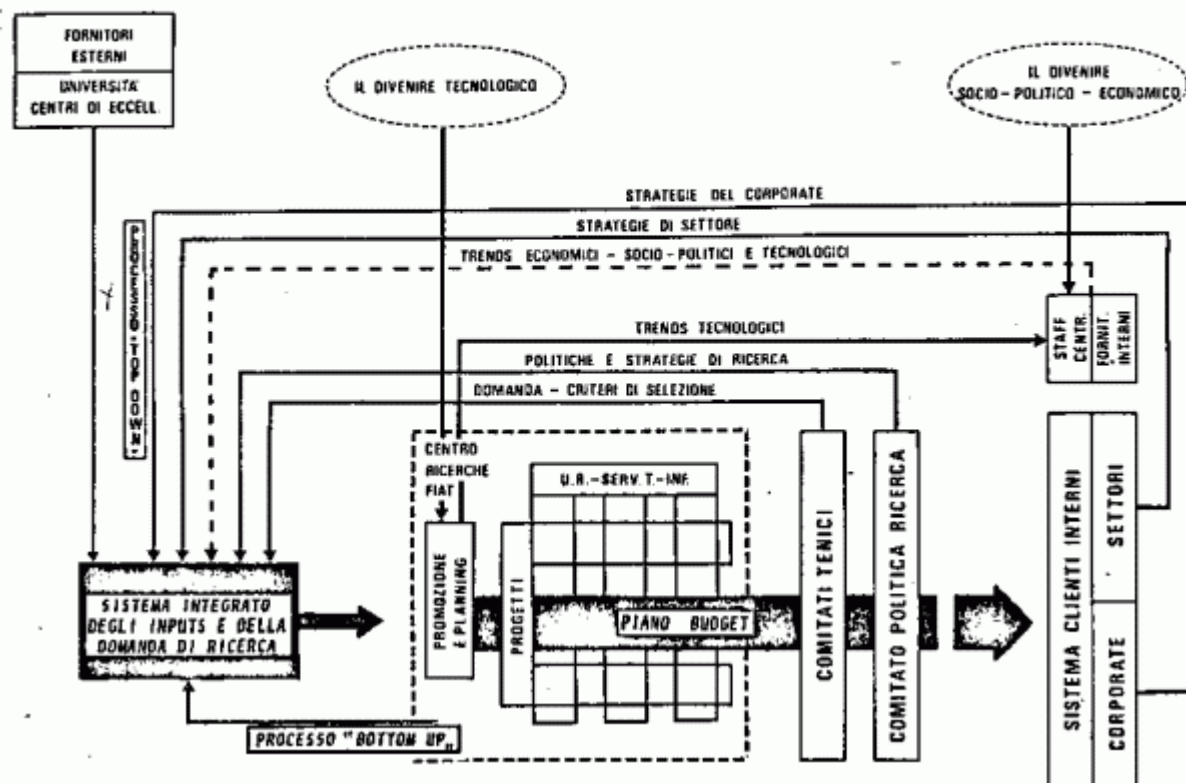 FORNITORI
ESTERNI
UNIVERSITA
CENTRI DI ECCELL.
IL DIVENIRE TECNOLOGICO
IL DIVENIRE
SOCIO-POLITICO-ECONOMICO
STRATEGIE DEL CORPORATE
STRATEGIE DI SETTORE
TRENDS ECONOMICI - SOCIO-POLITICI E TECNOLOGICI
PROCESSO "TOP DOWN"
TRENDS TECNOLOGICI
STAFF
CENTR.
FORNIT.
INTERNI
POLITICHE E STRATEGIE DI RICERCA
DOMANDA - CRITERI DI SELEZIONE
CENTRO
RICERCHE
FIAT
U.R.-SERV.T.-INF.
PROMOZIONE
E PLANNING
PROGETTI
PIANO BUDGET
COMITATI TENICI
COMITATO POLITICA RICERCA
SISTEMA CLIENTI INTERNI
SETTORI
CORPORATE
SISTEMA INTEGRATO
DEGLI INPUTS E DELLA
DOMANDA DI RICERCA
PROCESSO "BOTTOM UP„